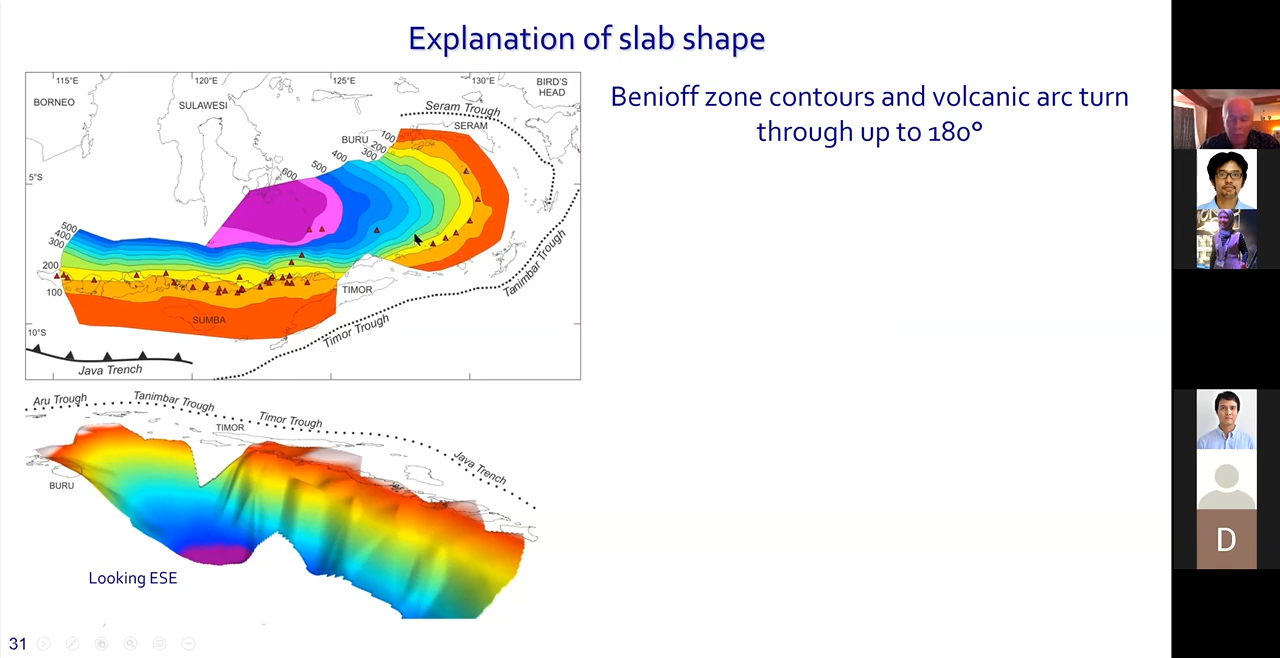 Explanation of slab shape
Benioff zone contours and volcanic arc turn
through up to 180º
115°E
120°E
125°E
130°E
BORNEO
SULAWESI
BIRD'S
HEAD
Seram Trough
SERAM
BURU
100
200
300
400
500
600
5°S
500
400
300
200
100
TIMOR
SUMBA
Tanimbar Trough
Timor Trough
10°S
Java Trench
Aru Trough
Tanimbar Trough
Timor Trough
TIMOR
Java Trench
BURU
Looking ESE
31
D